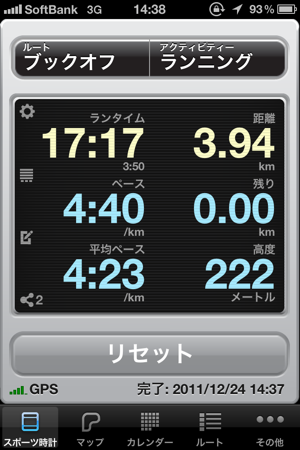 SoftBank 3G 14:38 93%
ルート アクティビティー
ブックオフ ランニング
ランタイム 距離
17:17 3.94
3:50 km
ペース 残り
4:40 0.00
/km km
平均ペース 高度
4:23 222
/km メートル
2
リセット
GPS 完了: 2011/12/24 14:37
スポーツ時計 マップ カレンダー ルート その他